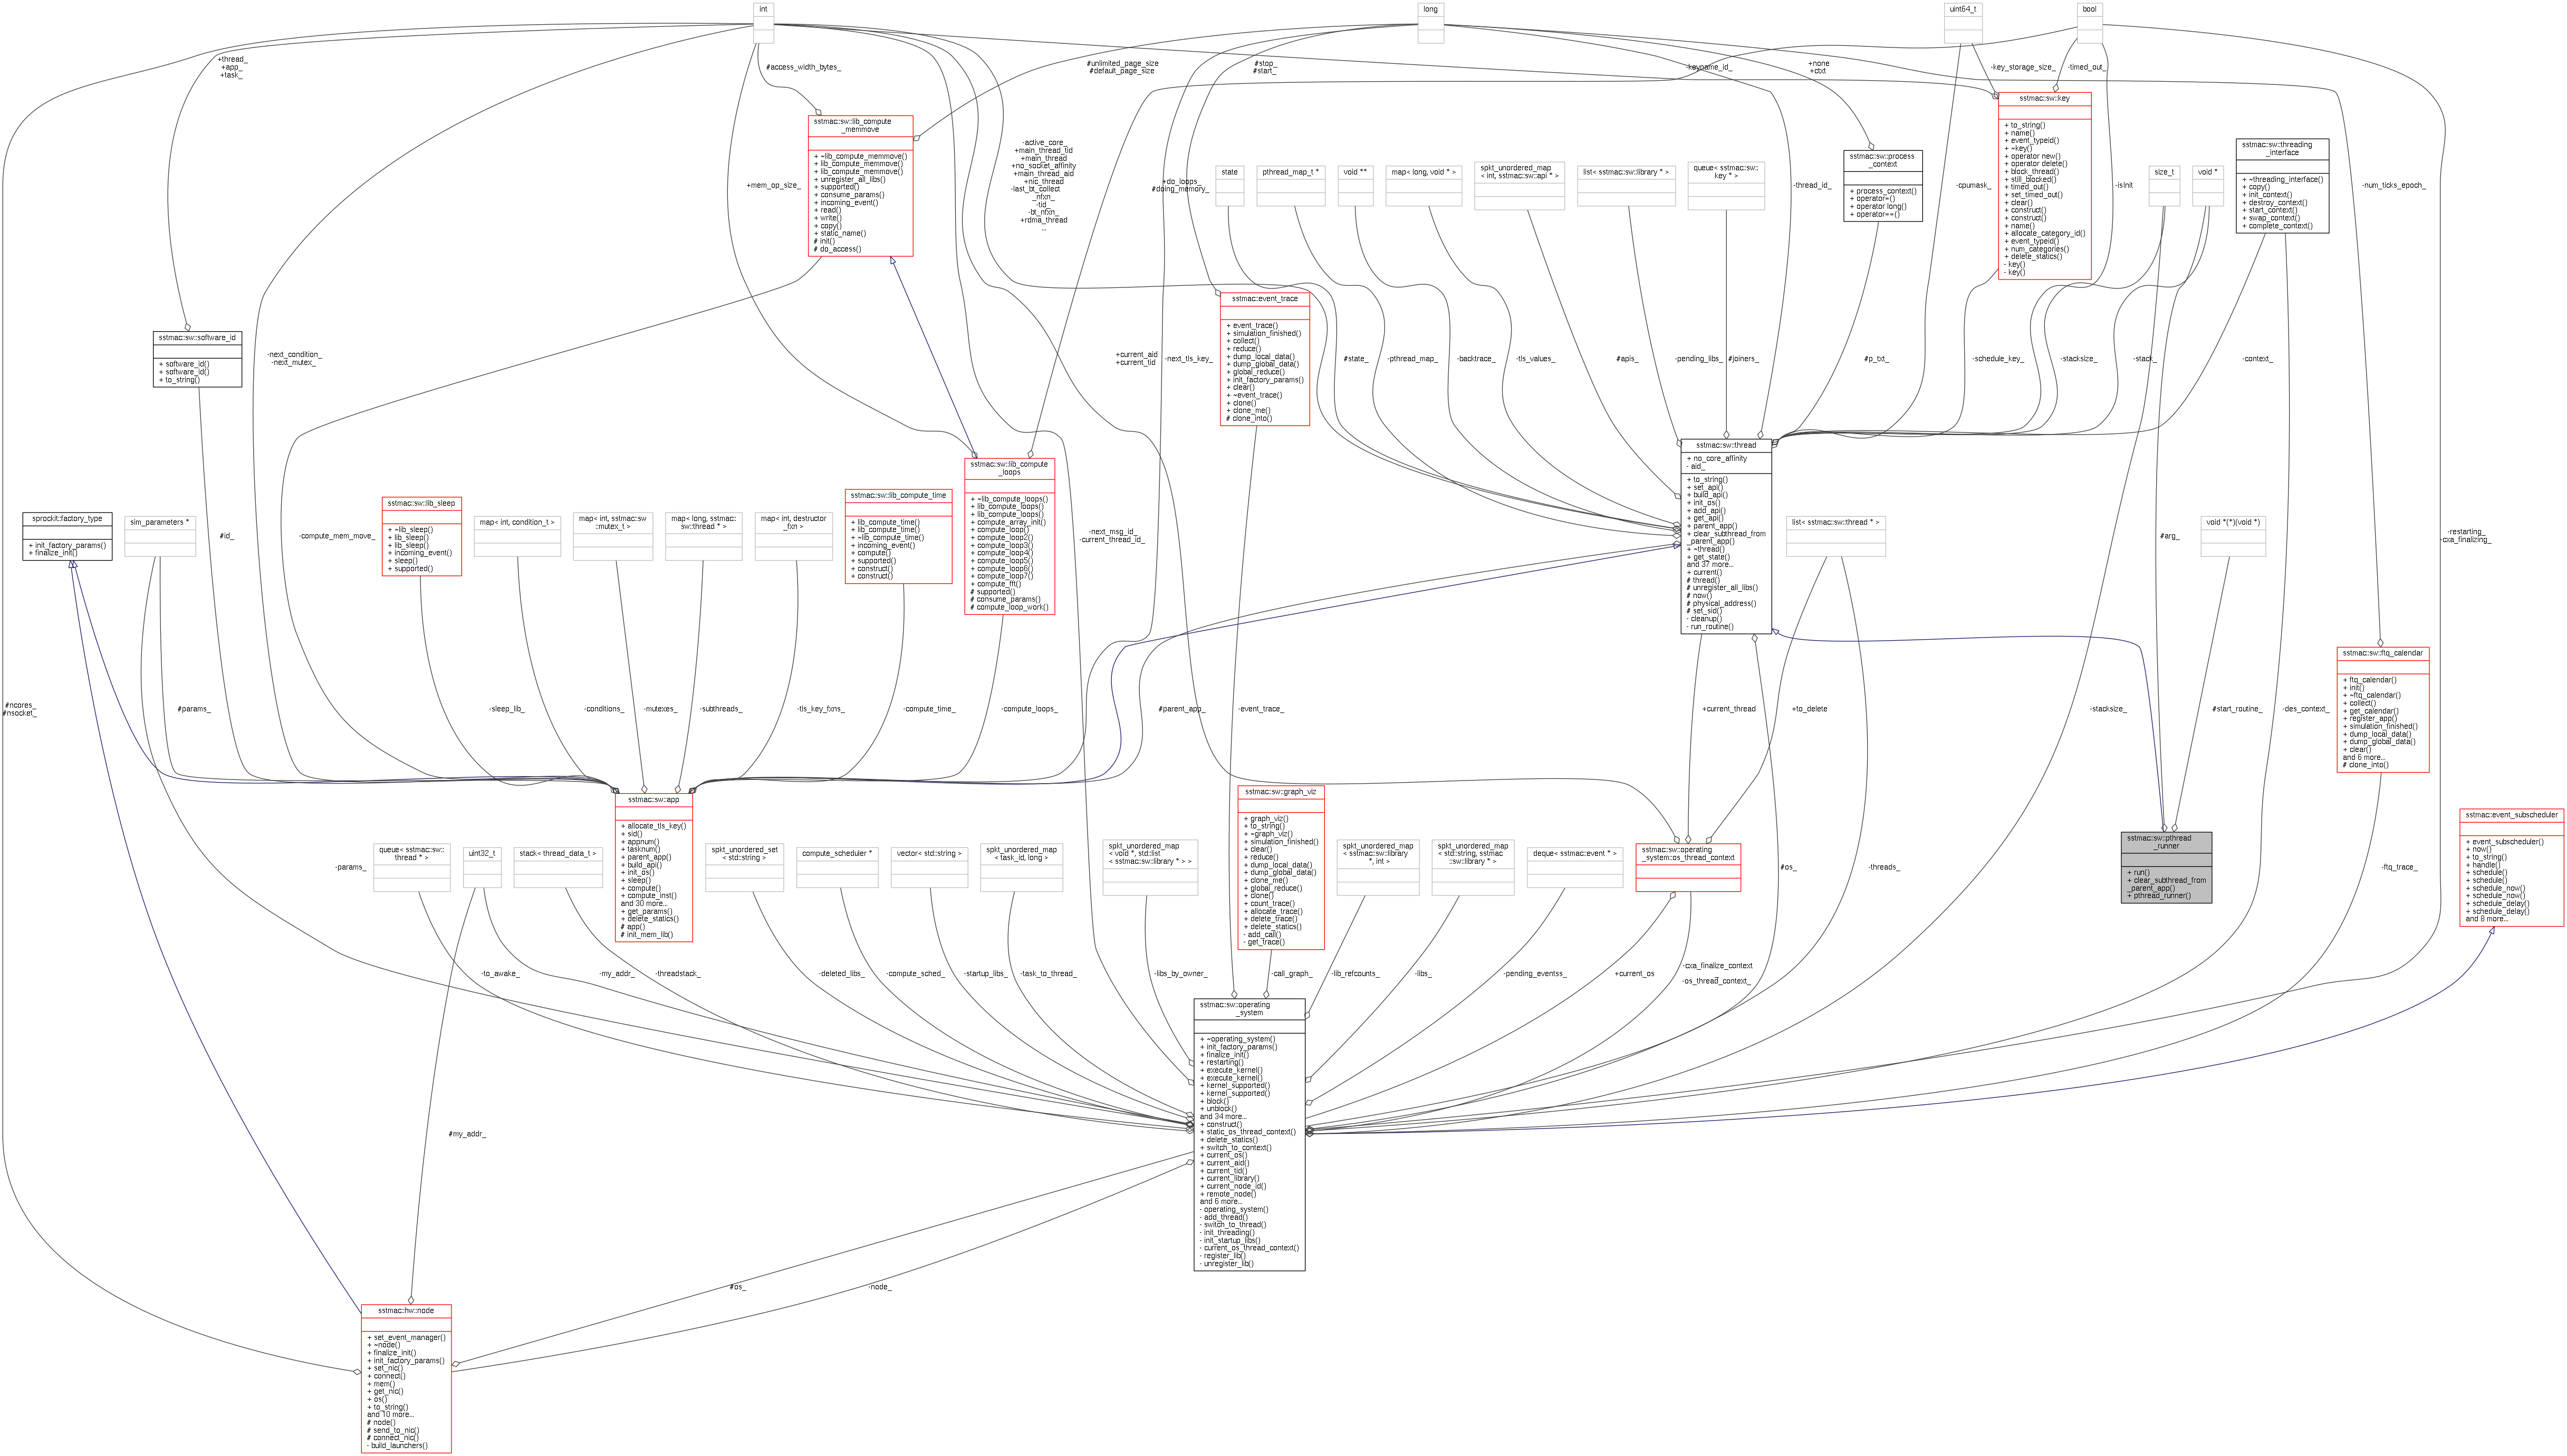 int
long
uint64_t
bool
+thread_
+app_
+task_
#access_width_bytes_
#unlimited_page_size
#default_page_size
#stop_
#start_
-keyname_id_
+none
+ctxt
-key_storage_size_
-timed_out_
sstmac::sw::key
+ to_string()
+ name()
+ event_typeid()
+ ~key()
+ operator new()
+ operator delete()
+ block_thread()
+ still_blocked()
+ timed_out()
+ set_timed_out()
+ clear()
+ construct()
+ construct()
+ name()
+ allocate_category_id()
+ event_typeid()
+ num_categories()
+ delete_statics()
- key()
- key()
sstmac::sw::lib_compute
_memmove
+ ~lib_compute_memmove()
+ lib_compute_memmove()
+ lib_compute_memmove()
+ unregister_all_libs()
+ supported()
+ consume_params()
+ incoming_event()
+ read()
+ write()
+ copy()
+ static_name()
# init()
# do_access()
-active_core_
+main_thread_tid
+main_thread
+no_socket_affinity
+main_thread_aid
+nic_thread
-last_bt_collect
_nfxn_
-tid_
-bt_nfxn_
+rdma_thread
...
+mem_op_size_
+do_loops_
#doing_memory_
state
pthread_map_t *
void **
map< long, void * >
spkt_unordered_map
< int, sstmac::sw::api * >
list< sstmac::sw::library * >
queue< sstmac::sw::
key * >
-thread_id_
sstmac::sw::process
_context
+ process_context()
+ operator=()
+ operator long()
+ operator==()
-cpumask_
-isInit
size_t
void *
sstmac::sw::threading
_interface
+ ~threading_interface()
+ copy()
+ init_context()
+ destroy_context()
+ start_context()
+ swap_context()
+ complete_context()
-num_ticks_epoch_
sstmac::event_trace
+ event_trace()
+ simulation_finished()
+ collect()
+ reduce()
+ dump_local_data()
+ dump_global_data()
+ global_reduce()
+ init_factory_params()
+ clear()
+ ~event_trace()
+ clone()
+ clone_me()
# clone_into()
sstmac::sw::software_id
+ software_id()
+ software_id()
+ to_string()
-next_condition_
-next_mutex_
+current_aid
+current_tid
-next_tls_key_
#state_
-pthread_map_
-backtrace_
-tls_values_
#apis_
-pending_libs_
#joiners_
#p_txt_
-schedule_key_
-stacksize_
-stack_
-context_
sstmac::sw::thread
+ no_core_affinity
- aid_
+ to_string()
+ set_api()
+ build_api()
+ init_os()
+ add_api()
+ get_api()
+ parent_app()
+ clear_subthread_from
_parent_app()
+ ~thread()
+ get_state()
and 37 more...
+ current()
# thread()
# unregister_all_libs()
# now()
# physical_address()
# set_sid()
- cleanup()
- run_routine()
sstmac::sw::lib_compute
_loops
+ ~lib_compute_loops()
+ lib_compute_loops()
+ lib_compute_loops()
+ compute_array_init()
+ compute_loop()
+ compute_loop2()
+ compute_loop3()
+ compute_loop4()
+ compute_loop5()
+ compute_loop6()
+ compute_loop7()
+ compute_fft()
# supported()
# consume_params()
# compute_loop_work()
sprockit::factory_type
+ init_factory_params()
+ finalize_init()
sim_parameters *
#id_
-compute_mem_move_
sstmac::sw::lib_sleep
+ ~lib_sleep()
+ lib_sleep()
+ lib_sleep()
+ incoming_event()
+ sleep()
+ supported()
map< int, condition_t >
map< int, sstmac::sw
::mutex_t >
map< long, sstmac::
sw::thread * >
map< int, destructor
_fxn >
sstmac::sw::lib_compute_time
+ lib_compute_time()
+ lib_compute_time()
+ ~lib_compute_time()
+ incoming_event()
+ compute()
+ supported()
+ construct()
+ construct()
-next_msg_id_
-current_thread_id_
list< sstmac::sw::thread * >
#arg_
void *(*)(void *)
-restarting_
-cxa_finalizing_
sstmac::sw::ftq_calendar
+ ftq_calendar()
+ init()
+ ~ftq_calendar()
+ collect()
+ get_calendar()
+ register_app()
+ simulation_finished()
+ dump_local_data()
+ dump_global_data()
+ clear()
and 6 more...
# clone_into()
#ncores_
#nsocket_
#params_
-sleep_lib_
-conditions_
-mutexes_
-subthreads_
-tls_key_fxns_
-compute_time_
-compute_loops_
#parent_app_
-event_trace_
+current_thread
+to_delete
-stacksize_
#start_routine_
-des_context_
sstmac::sw::app
+ allocate_tls_key()
+ sid()
+ appnum()
+ tasknum()
+ parent_app()
+ build_api()
+ init_os()
+ sleep()
+ compute()
+ compute_inst()
and 30 more...
+ get_params()
+ delete_statics()
# app()
# init_mem_lib()
sstmac::sw::graph_viz
+ graph_viz()
+ to_string()
+ ~graph_viz()
+ simulation_finished()
+ clear()
+ reduce()
+ dump_local_data()
+ dump_global_data()
+ clone_me()
+ global_reduce()
+ clone()
+ count_trace()
+ allocate_trace()
+ delete_trace()
+ delete_statics()
- add_call()
- get_trace()
sstmac::event_subscheduler
+ event_subscheduler()
+ now()
+ to_string()
+ handle()
+ schedule()
+ schedule()
+ schedule_now()
+ schedule_now()
+ schedule_delay()
+ schedule_delay()
and 8 more...
sstmac::sw::pthread
_runner
+ run()
+ clear_subthread_from
_parent_app()
+ pthread_runner()
-params_
queue< sstmac::sw::
thread * >
uint32_t
stack< thread_data_t >
spkt_unordered_set
< std::string >
compute_scheduler *
vector< std::string >
spkt_unordered_map
< task_id, long >
spkt_unordered_map
< void *, std::list
< sstmac::sw::library * > >
spkt_unordered_map
< sstmac::sw::library
*, int >
spkt_unordered_map
< std::string, sstmac
::sw::library * >
deque< sstmac::event * >
sstmac::sw::operating
_system::os_thread_context
#os_
-threads_
-ftq_trace_
-to_awake_
-my_addr_
-threadstack_
-deleted_libs_
-compute_sched_
-startup_libs_
-task_to_thread_
-libs_by_owner_
-call_graph_
-lib_refcounts_
-libs_
-pending_eventss_
+current_os
-cxa_finalize_context
_
-os_thread_context_
sstmac::sw::operating
_system
+ ~operating_system()
+ init_factory_params()
+ finalize_init()
+ restarting()
+ execute_kernel()
+ execute_kernel()
+ kernel_supported()
+ kernel_supported()
+ block()
+ unblock()
and 34 more...
+ construct()
+ static_os_thread_context()
+ delete_statics()
+ switch_to_context()
+ current_os()
+ current_aid()
+ current_tid()
+ current_library()
+ current_node_id()
+ remote_node()
and 6 more...
- operating_system()
- add_thread()
- switch_to_thread()
- init_threading()
- init_startup_libs()
- current_os_thread_context()
- register_lib()
- unregister_lib()
#my_addr_
#os_
-node_
sstmac::hw::node
+ set_event_manager()
+ ~node()
+ finalize_init()
+ init_factory_params()
+ set_nic()
+ connect()
+ mem()
+ get_nic()
+ os()
+ to_string()
and 10 more...
# node()
# send_to_nic()
# connect_nic()
- build_launchers()